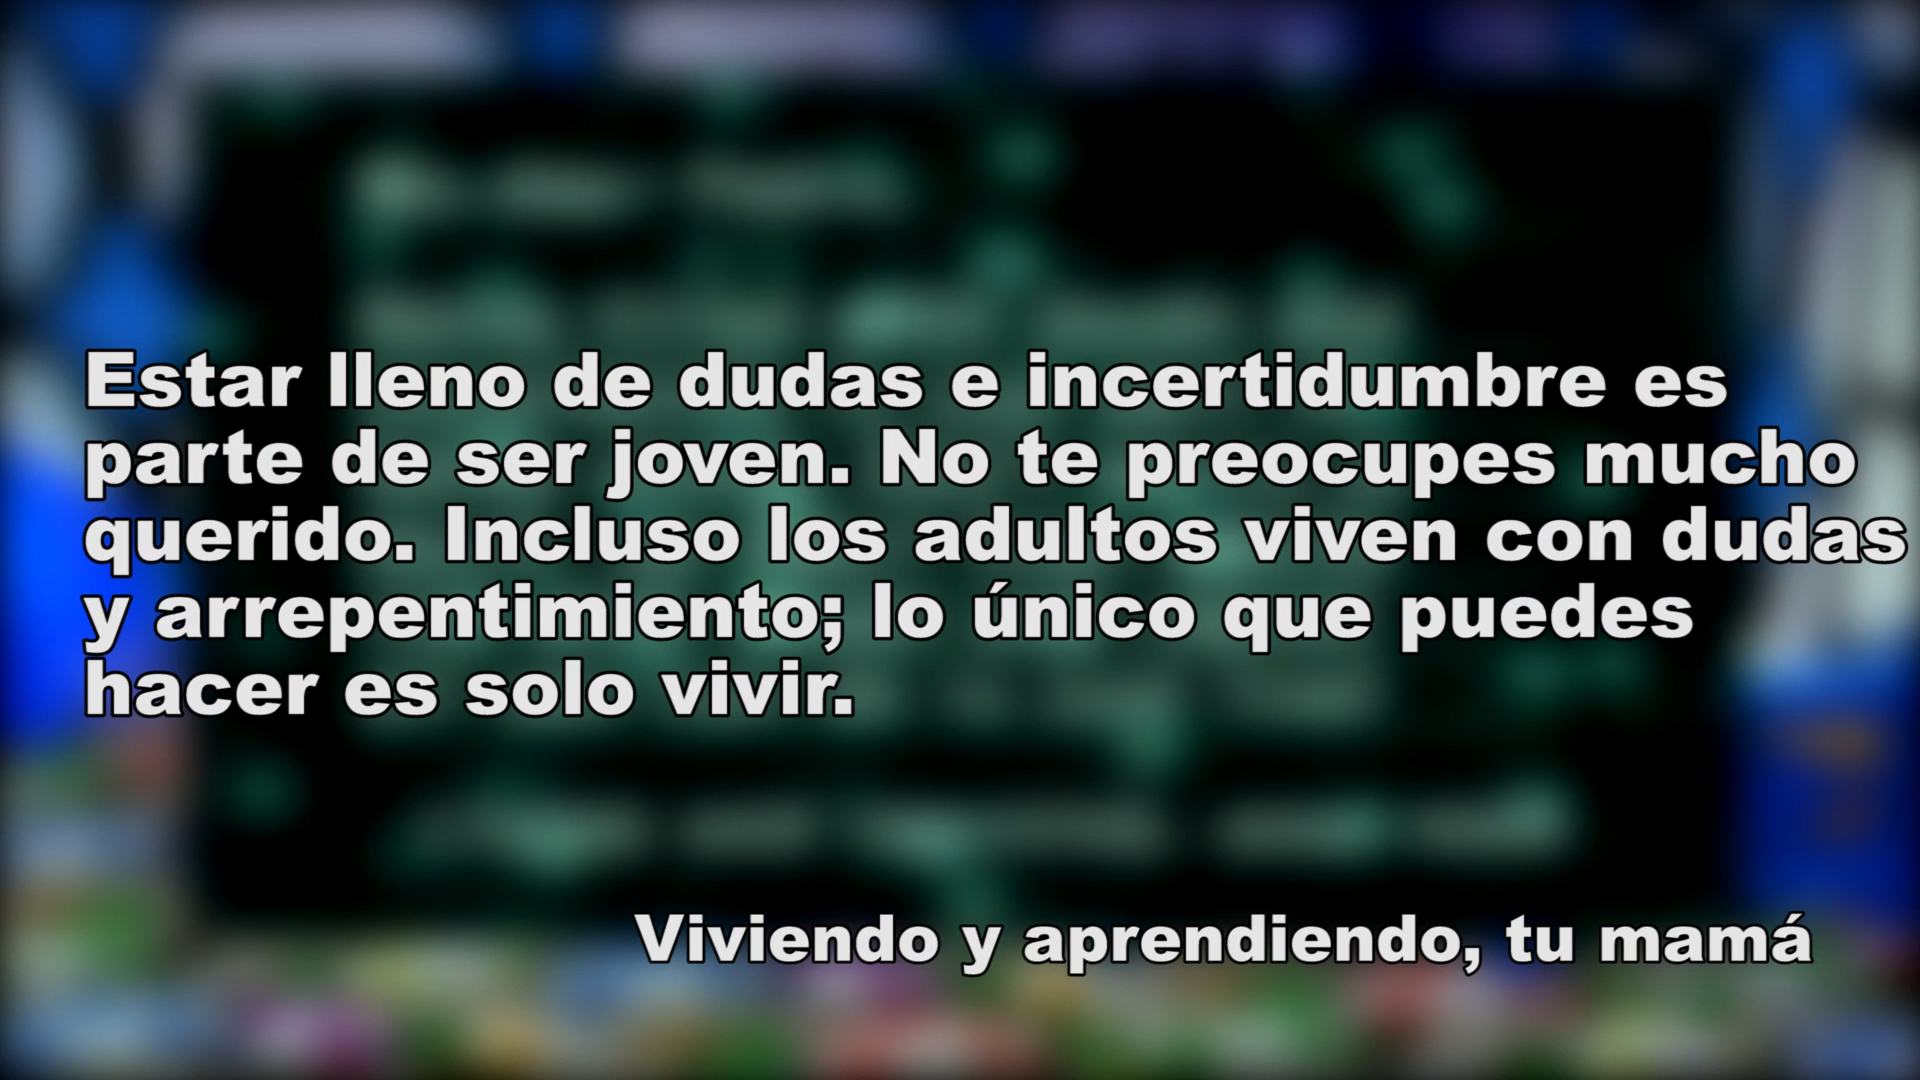 Estar lleno de dudas e incertidumbre es
parte de ser joven. No te preocupes mucho
querido. Incluso los adultos viven con dudas
y arrepentimiento; lo único que puedes
hacer es solo vivir.
Viviendo y aprendiendo, tu mamá